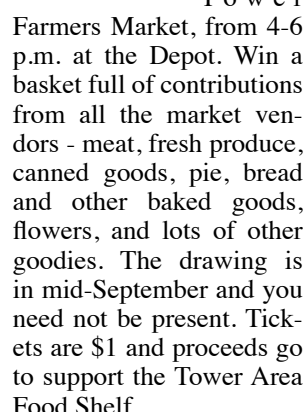 Farmers Market, from 4-6
p.m. at the Depot. Win a
basket full of contributions
from all the market ven-
dors - meat, fresh produce,
canned goods, pie, bread
and other baked goods,
flowers, and lots of other
goodies. The drawing is
in mid-September and you
need not be present. Tick-
ets are $1 and proceeds go
to support the Tower Area
Food Shelf